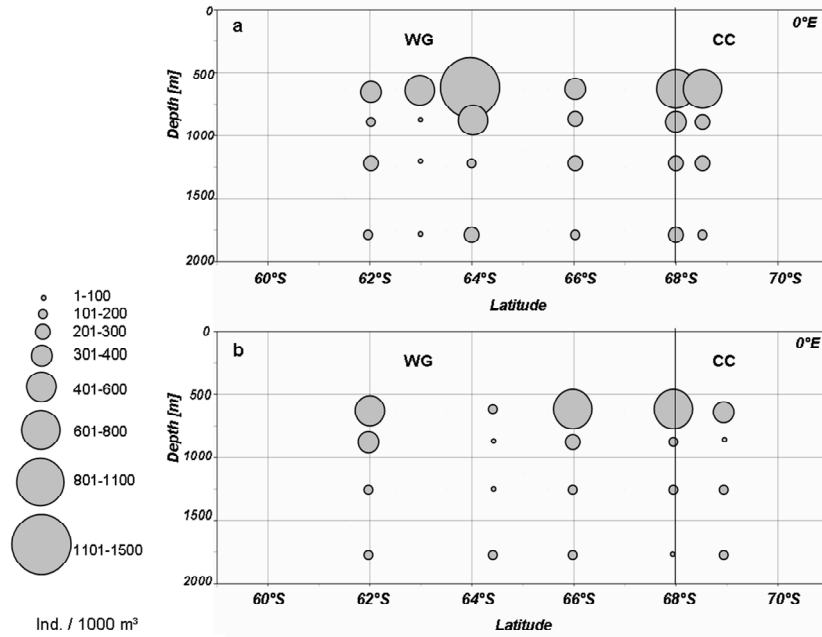 0
a
WG
CC
0°E
500
1000
1500
2000
Depth [m]
60°S
62°S
64°S
66°S
68°S
70°S
Latitude
1-100
101-200
201-300
301-400
401-600
601-800
801-1100
1101-1500
Ind. / 1000 m³
0
b
WG
CC
0°E
500
1000
1500
2000
Depth [m]
60°S
62°S
64°S
66°S
68°S
70°S
Latitude